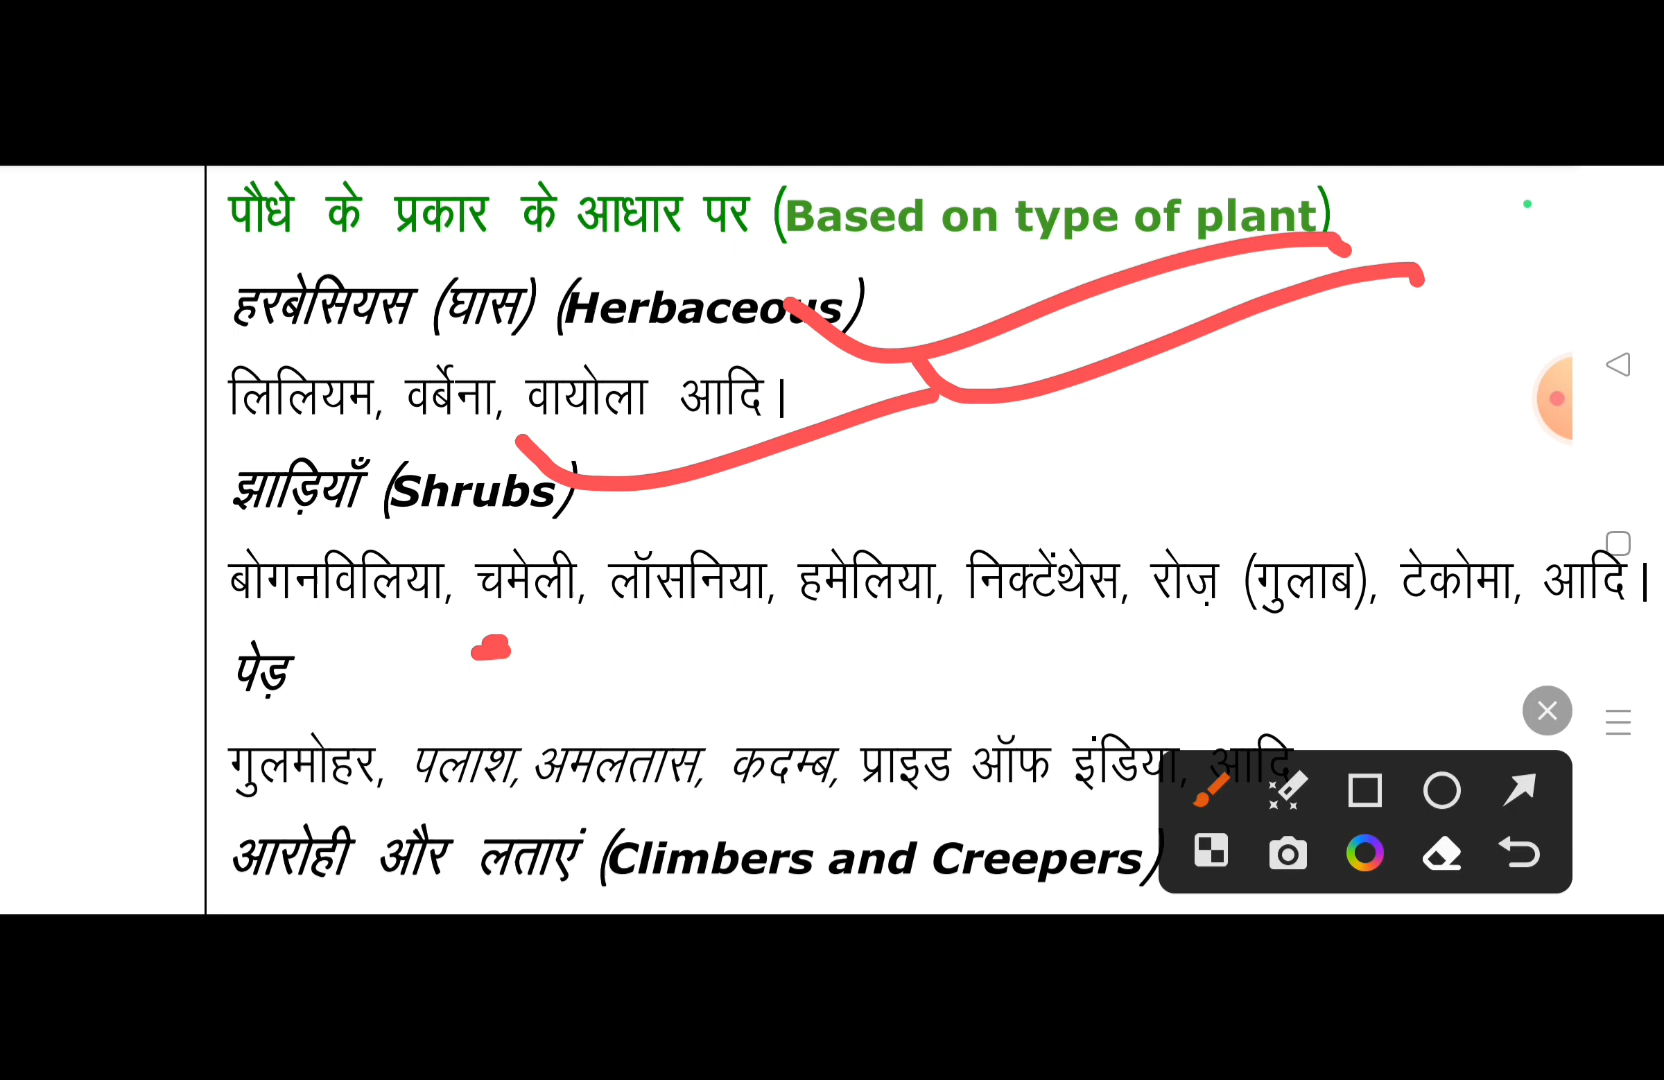 पौधे के प्रकार के आधार पर (Based on type of plant)
हरबेसियस (घास) (Herbaceous)
लिलियम, वर्बेना, वायोला आदि।
झाड़ियाँ (Shrubs)
बोगनविलिया, चमेली, लॉसनिया, हमेलिया, निक्टेंथेस, रोज़ (गुलाब), टेकोमा, आदि।
पेड़
गुलमोहर, पलाश, अमलतास, कदम्ब, प्राइड ऑफ इंडिया, आदि
आरोही और लताएं (Climbers and Creepers)